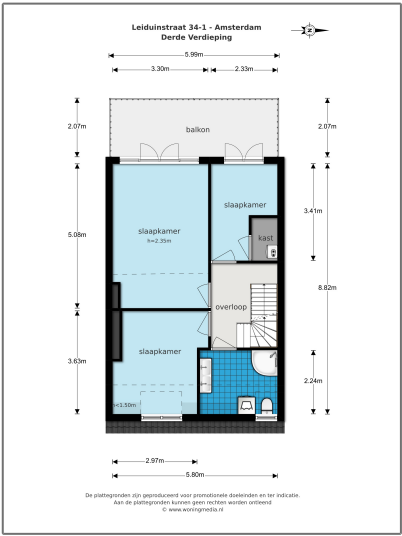 Leiduinstraat 34-1 - Amsterdam
Derde Verdieping
5.99m
3.30m
2.33m
2.07m
balkon
2.07m
slaapkamer
3.41m
slaapkamer
5.08m
h=2.35m
kast
8.82m
overloop
slaapkamer
3.63m
2.24m
h<1.50m
2.97m
5.80m
De plattegronden zijn geproduceerd voor promotionele doeleinden en ter indicatie.
Aan de plattegronden kunnen geen rechten worden ontleend
© www.woningmedia.nl